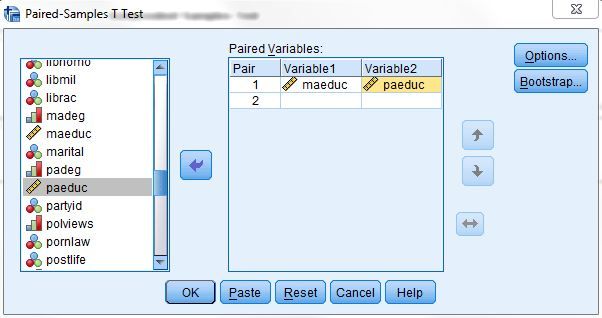 Paired-Samples T Test
Paired Variables:
libhomo
libmil
librac
madeg
maeduc
marital
padeg
paeduc
partyid
polviews
pornlaw
postlife
Pair Variable1 Variable2
1 maeduc paeduc
2
Options...
Bootstrap...
OK Paste Reset Cancel Help